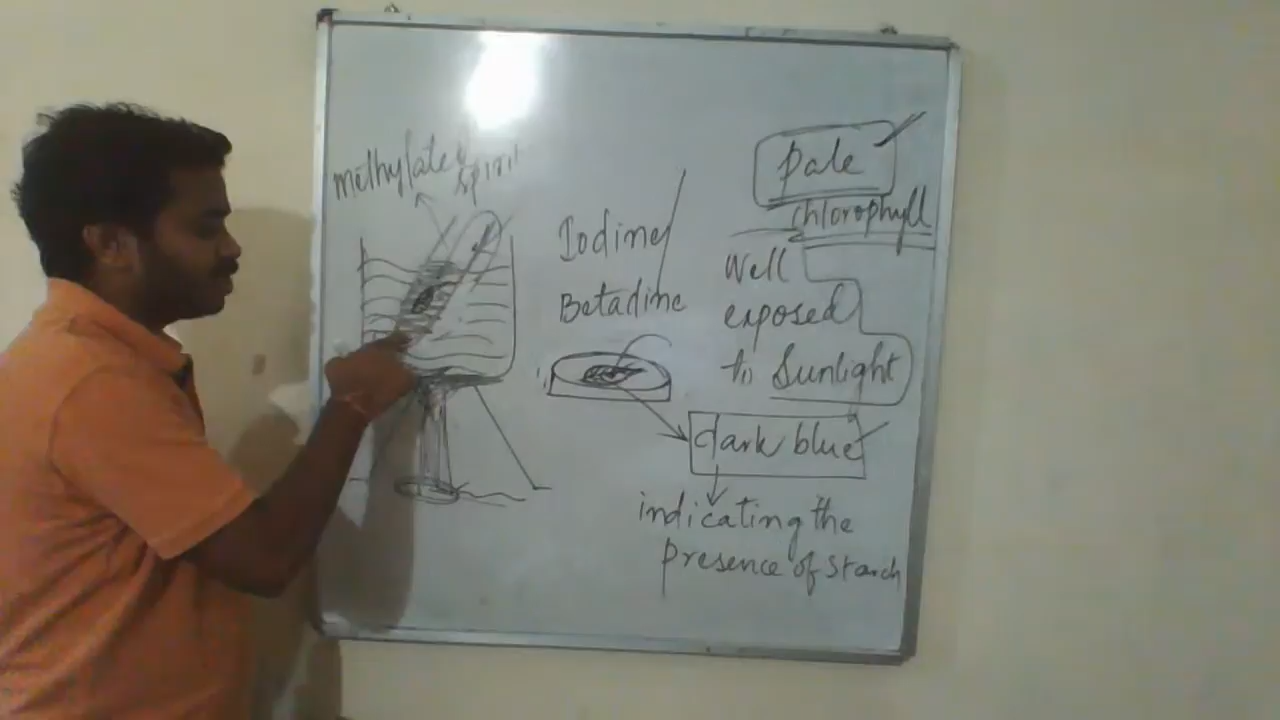 methylated
spirit
Iodine/
Betadine
pale
chlorophyll
Well
exposed
to Sunlight
dark blue
indicating the
presence of starch